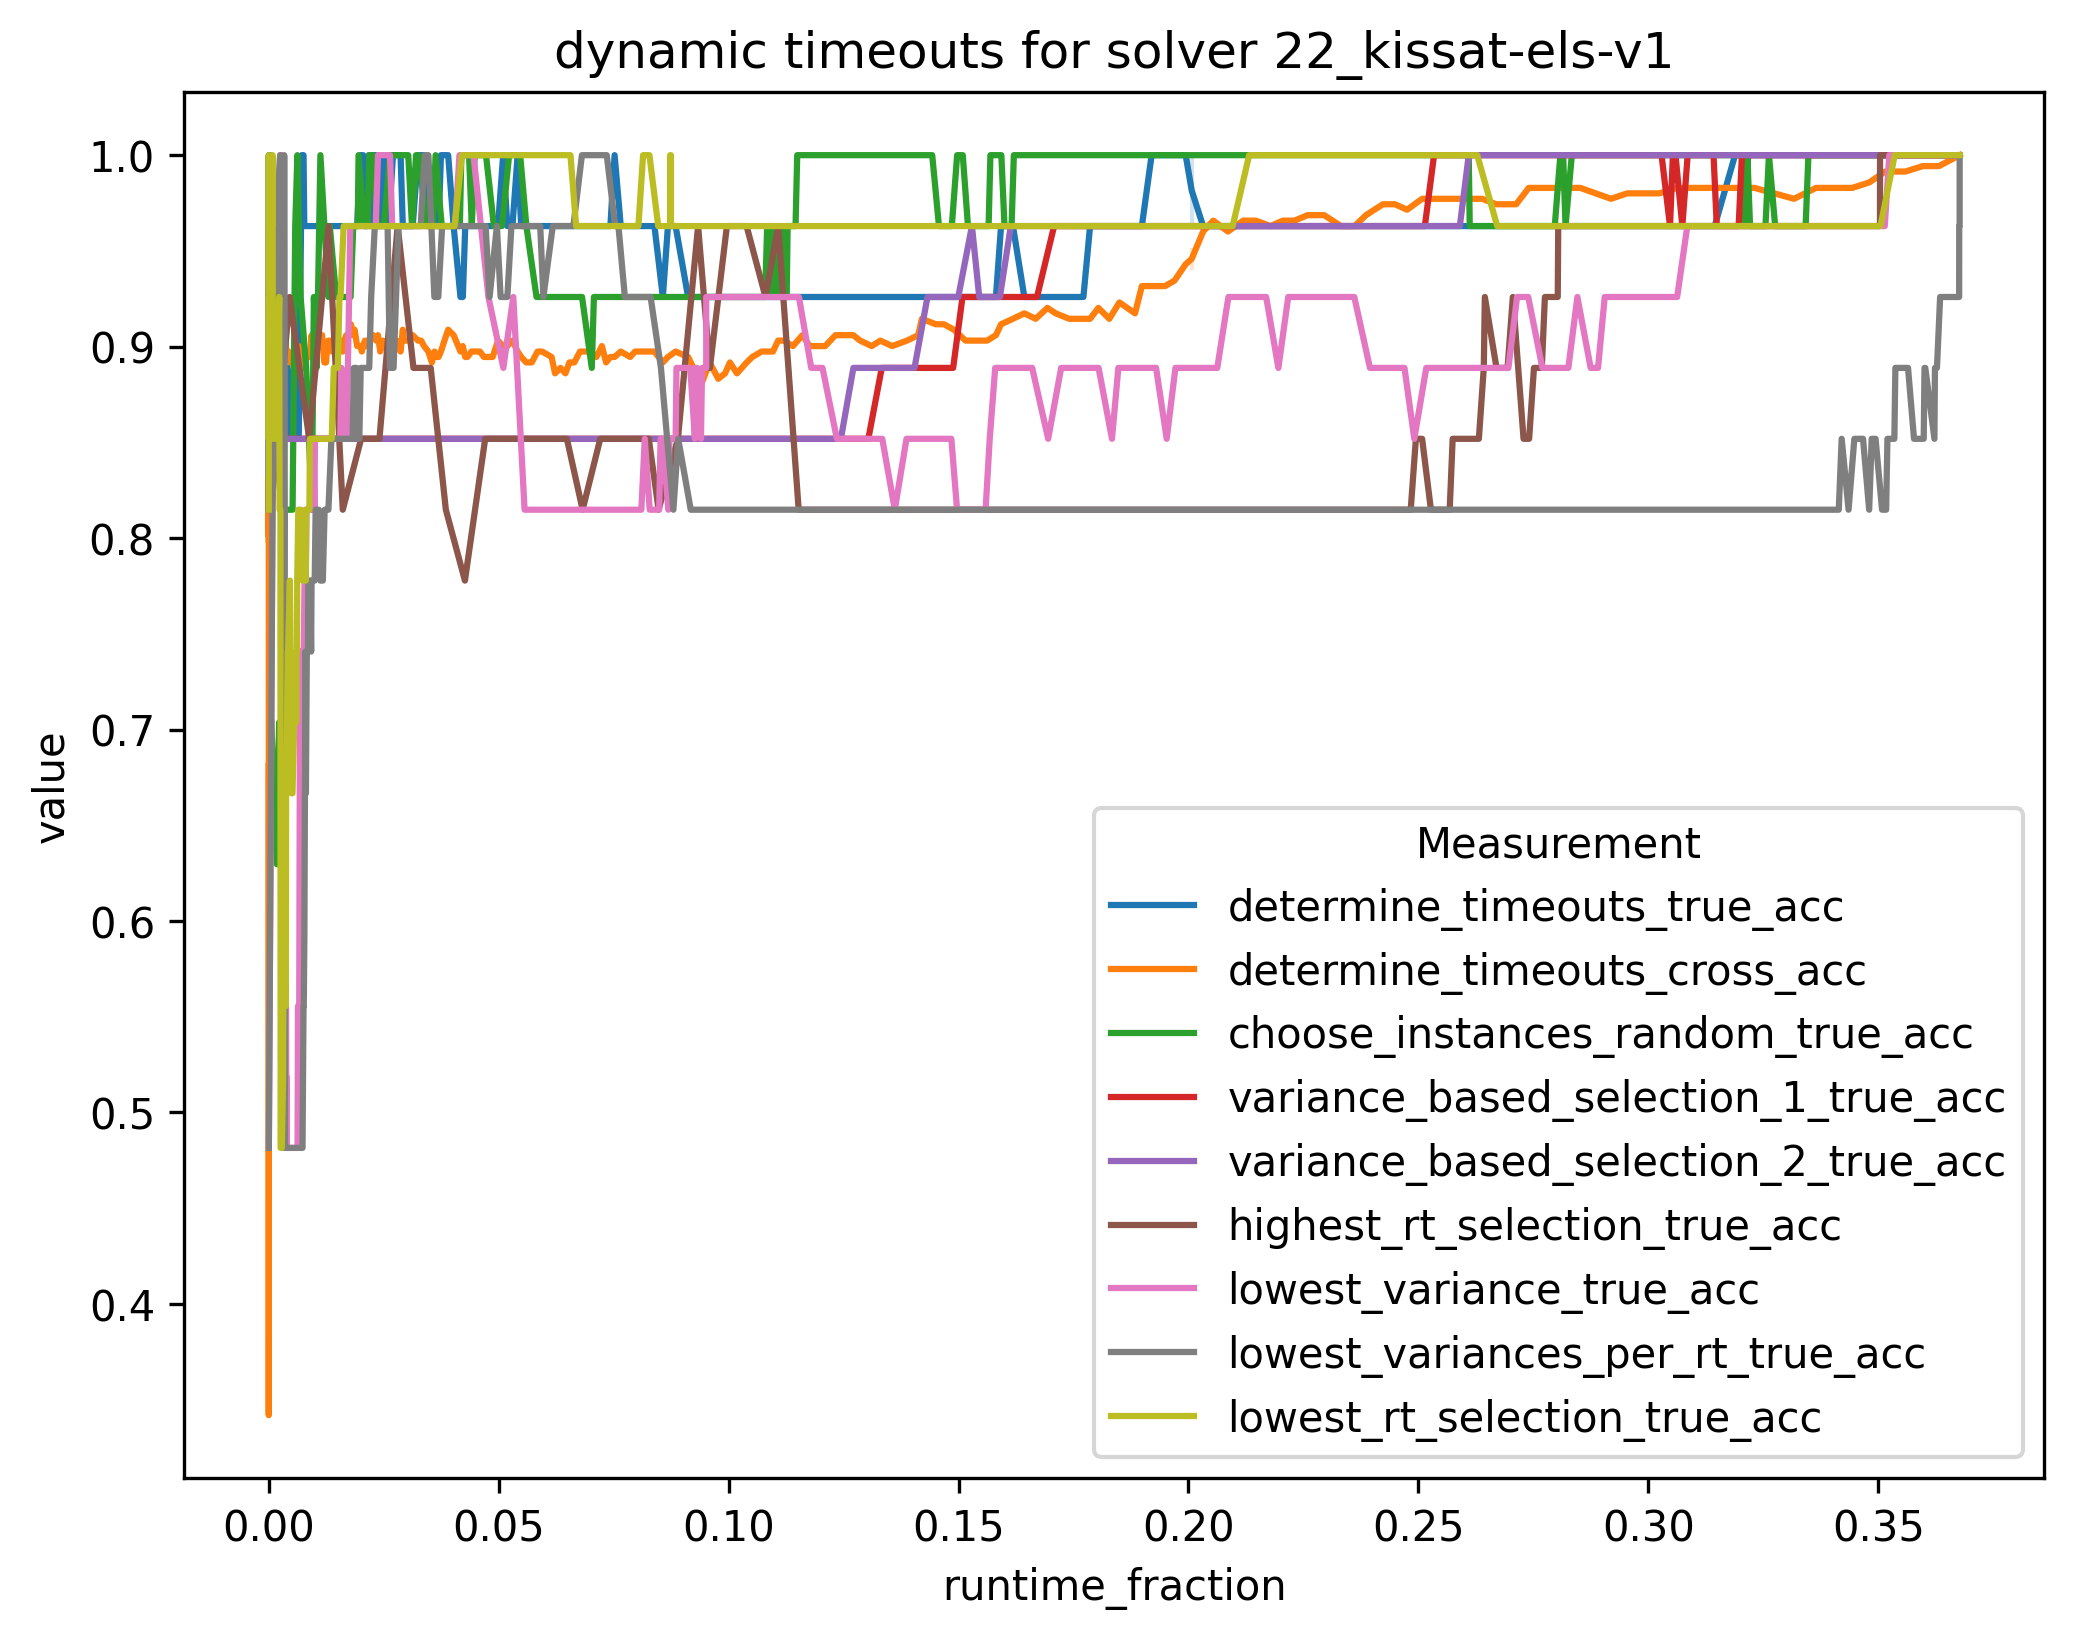 dynamic timeouts for solver 22_kissat-els-v1
1.0
0.9
0.8
0.7
0.6
0.5
0.4
value
Measurement
determine_timeouts_true_acc
determine_timeouts_cross_acc
choose_instances_random_true_acc
variance_based_selection_1_true_acc
variance_based_selection_2_true_acc
highest_rt_selection_true_acc
lowest_variance_true_acc
lowest_variances_per_rt_true_acc
lowest_rt_selection_true_acc
0.00 0.05 0.10 0.15 0.20 0.25 0.30 0.35
runtime_fraction